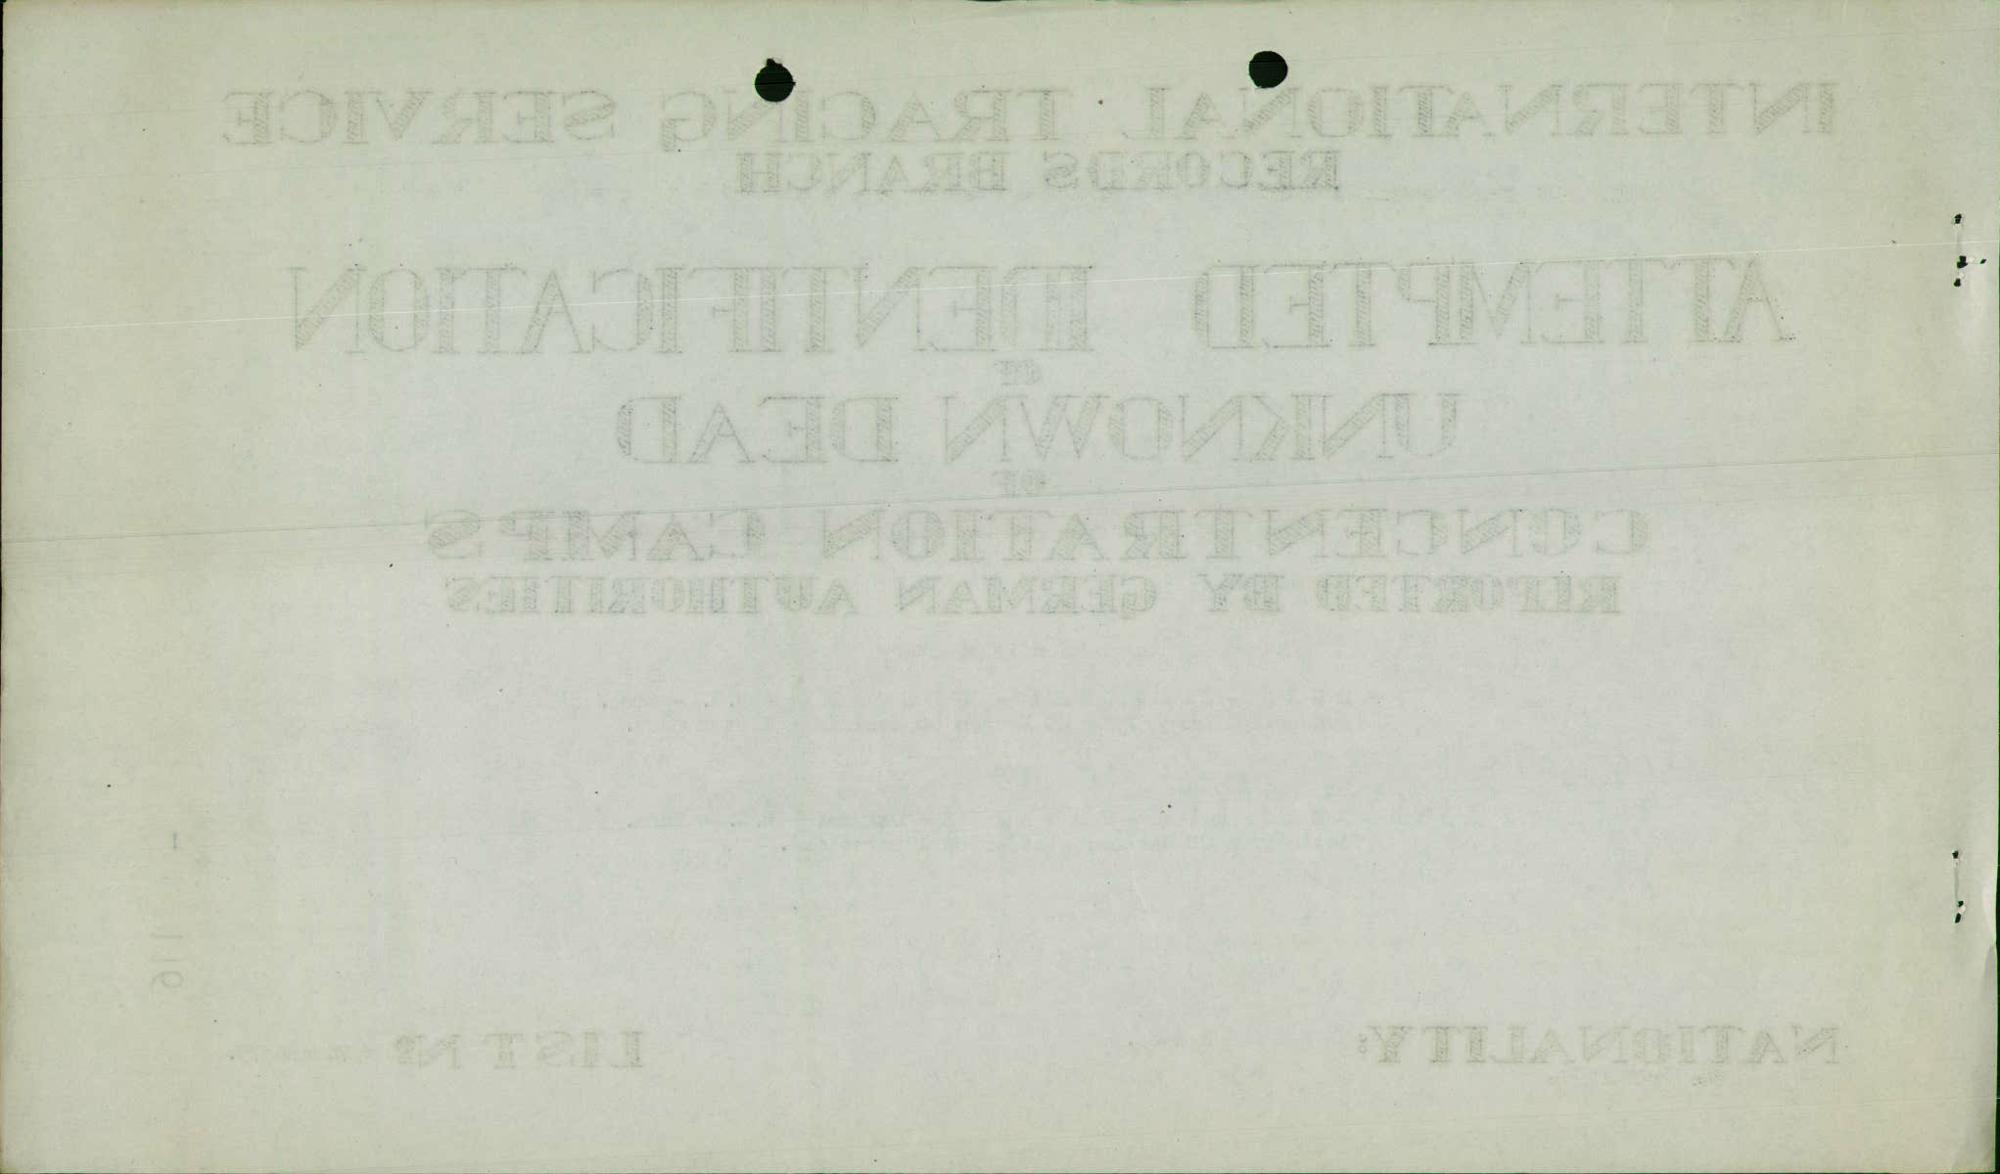 INTERNATIONAL TRACING SERVICE
RECORDS BRANCH
ATTEMPTED IDENTIFICATION
OF
UNKNOWN DEAD
OF
CONCENTRATION CAMPS
REPORTED BY GERMAN AUTHORITIES
NATIONALITY: LIST Nº